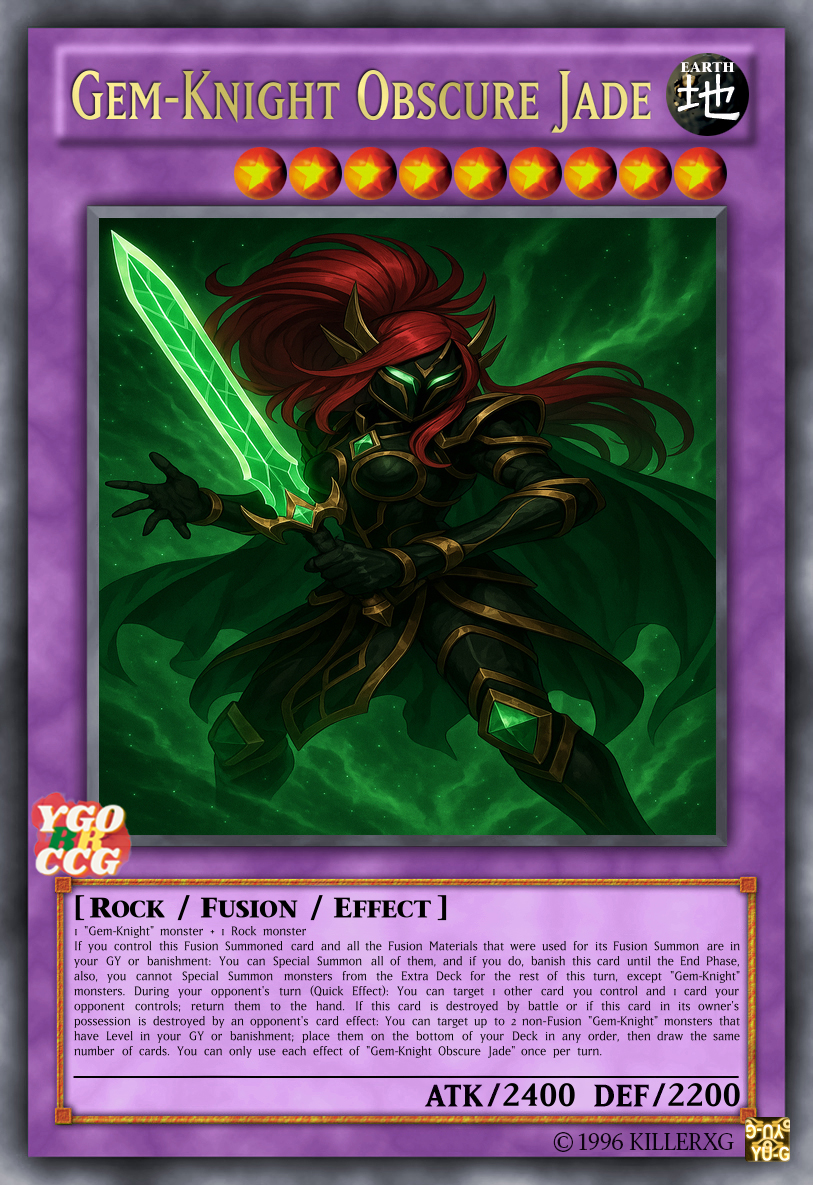 GEM-KNIGHT OBSCURE JADE
EARTH
地
YGO
RR
CCG
[ ROCK / FUSION / EFFECT ]
1 "Gem-Knight" monster + 1 Rock monster
If you control this Fusion Summoned card and all the Fusion Materials that were used for its Fusion Summon are in
your GY or banishment: You can Special Summon all of them, and if you do, banish this card until the End Phase,
also, you cannot Special Summon monsters from the Extra Deck for the rest of this turn, except "Gem-Knight"
monsters. During your opponent's turn (Quick Effect): You can target 1 other card you control and 1 card your
opponent controls; return them to the hand. If this card is destroyed by battle or if this card in its owner's
possession is destroyed by an opponent's card effect: You can target up to 2 non-Fusion "Gem-Knight" monsters that
have Level in your GY or banishment; place them on the bottom of your Deck in any order, then draw the same
number of cards. You can only use each effect of "Gem-Knight Obscure Jade" once per turn.
ATK/2400 DEF/2200
© 1996 KILLERXG